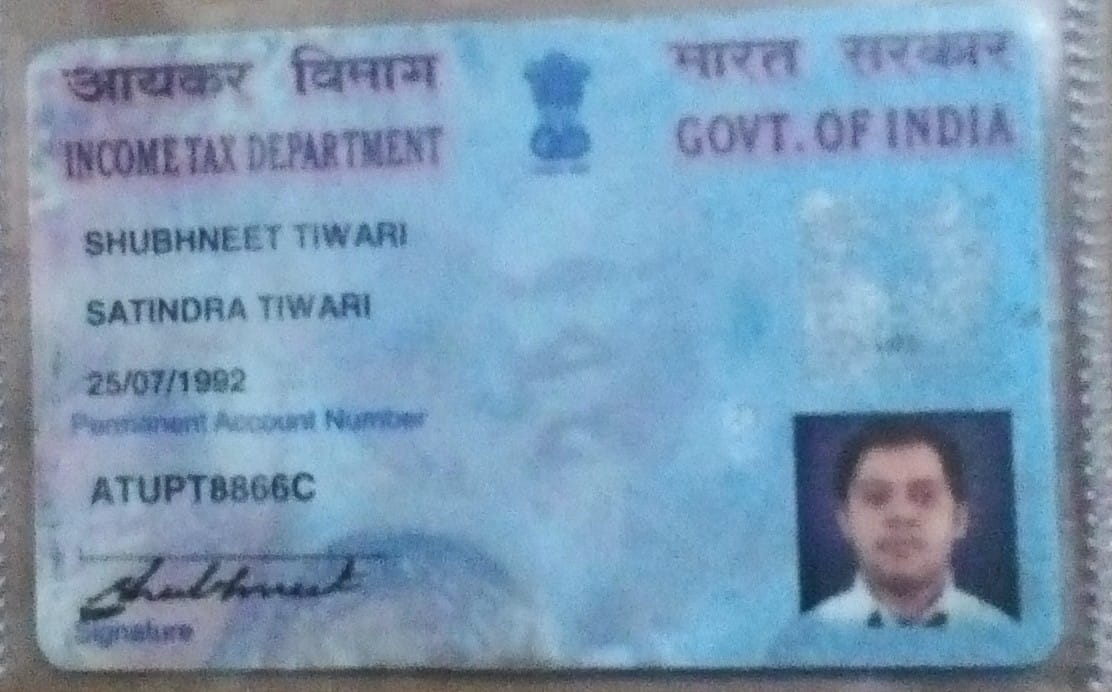 आयकर विभाग
भारत सरकार
INCOME TAX DEPARTMENT
GOVT. OF INDIA
SHUBHNEET TIWARI
SATINDRA TIWARI
25/07/1992
Permanent Account Number
ATUPT8866C
Shubhneet
Signature